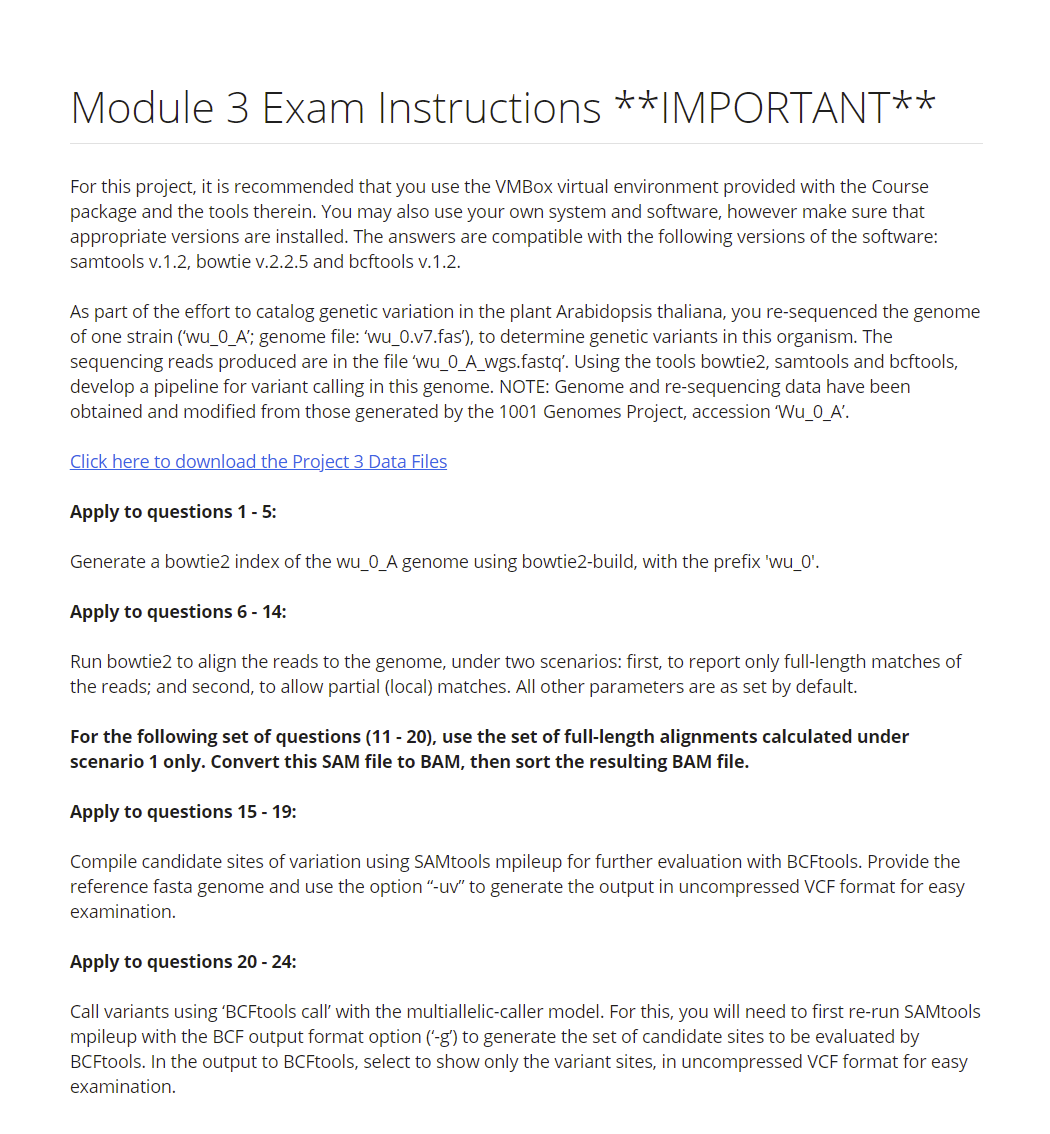 Module 3 Exam Instructions **IMPORTANT**
For this project, it is recommended that you use the VMBox virtual environment provided with the Course
package and the tools therein. You may also use your own system and software, however make sure that
appropriate versions are installed. The answers are compatible with the following versions of the software:
samtools v.1.2, bowtie v.2.2.5 and bcftools v.1.2.
As part of the effort to catalog genetic variation in the plant Arabidopsis thaliana, you re-sequenced the genome
of one strain (‘wu_0_A’; genome file: ‘wu_0.v7.fas’), to determine genetic variants in this organism. The
sequencing reads produced are in the file ‘wu_0_A_wgs.fastq’. Using the tools bowtie2, samtools and bcftools,
develop a pipeline for variant calling in this genome. NOTE: Genome and re-sequencing data have been
obtained and modified from those generated by the 1001 Genomes Project, accession ‘Wu_0_A’.
Click here to download the Project 3 Data Files
Apply to questions 1 - 5:
Generate a bowtie2 index of the wu_0_A genome using bowtie2-build, with the prefix 'wu_0'.
Apply to questions 6 - 14:
Run bowtie2 to align the reads to the genome, under two scenarios: first, to report only full-length matches of
the reads; and second, to allow partial (local) matches. All other parameters are as set by default.
For the following set of questions (11 - 20), use the set of full-length alignments calculated under
scenario 1 only. Convert this SAM file to BAM, then sort the resulting BAM file.
Apply to questions 15 - 19:
Compile candidate sites of variation using SAMtools mpileup for further evaluation with BCFtools. Provide the
reference fasta genome and use the option “-uv” to generate the output in uncompressed VCF format for easy
examination.
Apply to questions 20 - 24:
Call variants using ‘BCFtools call’ with the multiallelic-caller model. For this, you will need to first re-run SAMtools
mpileup with the BCF output format option (‘-g’) to generate the set of candidate sites to be evaluated by
BCFtools. In the output to BCFtools, select to show only the variant sites, in uncompressed VCF format for easy
examination.